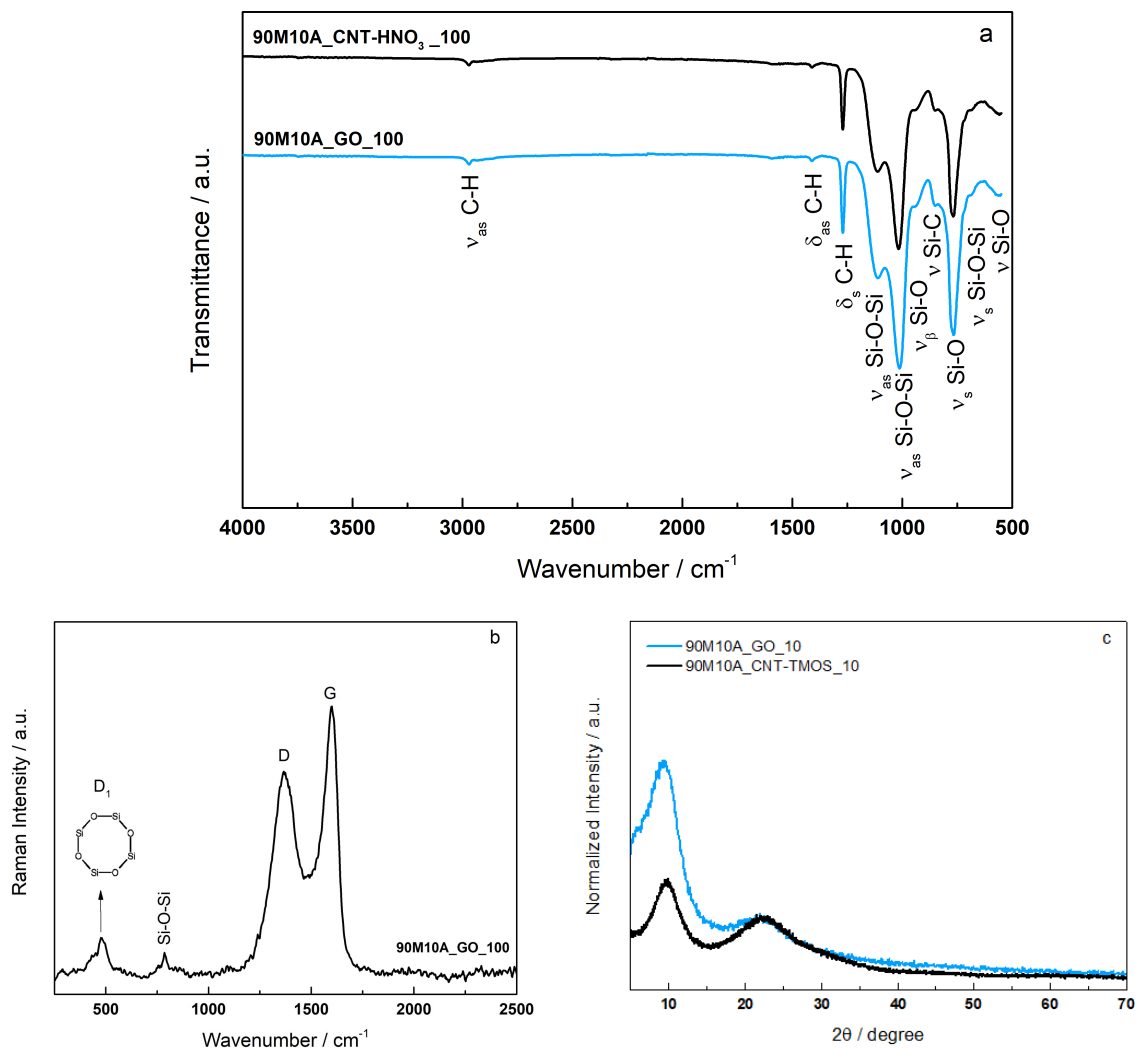 a
90M10A_CNT-HNO3_100
90M10A_GO_100
νas C-H
δas C-H
δs C-H
νas Si-O-Si
νas Si-O-Si
νβ Si-O
ν Si-C
νs Si-O
νs Si-O-Si
ν Si-O
Transmittance / a.u.
4000 3500 3000 2500 2000 1500 1000 500
Wavenumber / cm-1
b
G
D
D1
O Si Si O O Si Si O
Si-O-Si
90M10A_GO_100
Raman Intensity / a.u.
500 1000 1500 2000 2500
Wavenumber / cm-1
c
90M10A_GO_10
90M10A_CNT-TMOS_10
Normalized Intensity / a.u.
10 20 30 40 50 60 70
2θ / degree